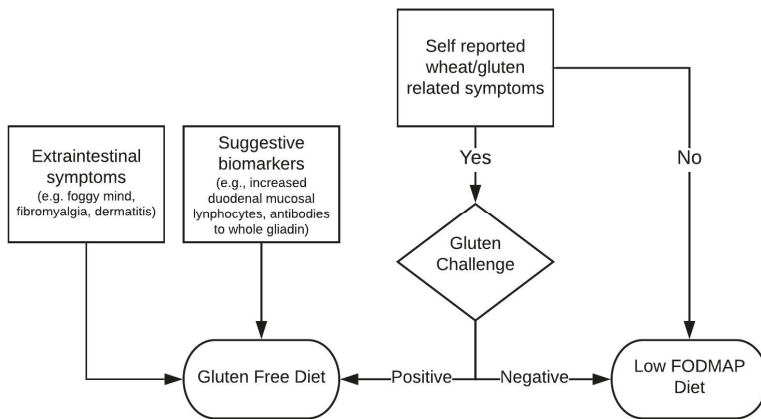 Self reported
wheat/gluten
related symptoms
Extraintestinal
symptoms
(e.g. foggy mind,
fibromyalgia, dermatitis)
Suggestive
biomarkers
(e.g., increased
duodenal mucosal
lynphocytes, antibodies
to whole gliadin)
Yes
No
Gluten
Challenge
Gluten Free Diet
Positive
Negative
Low FODMAP
Diet